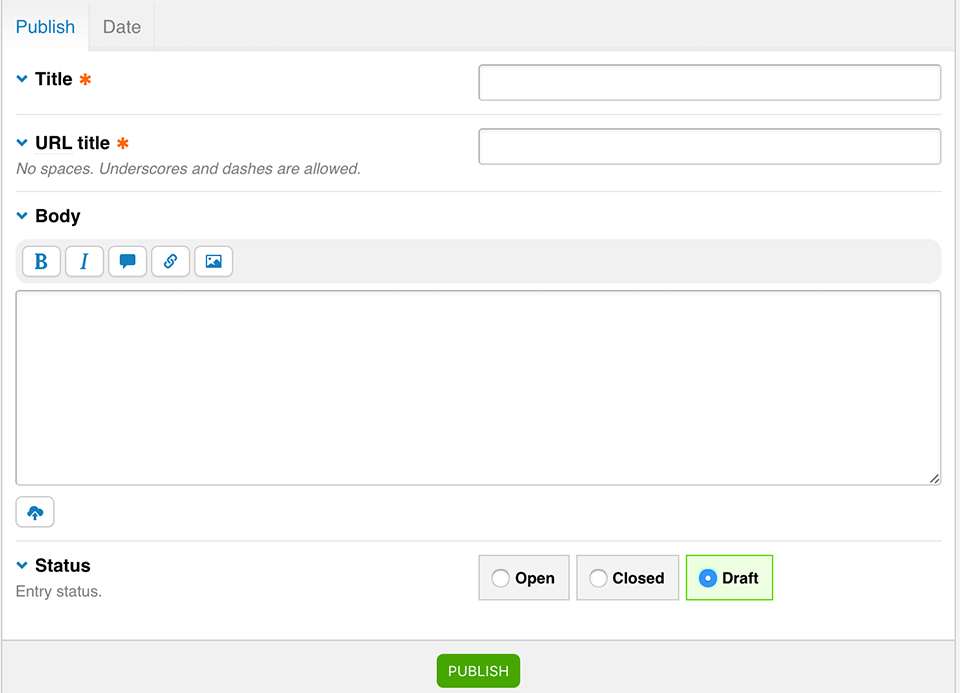 Publish Date
Title *
URL title *
No spaces. Underscores and dashes are allowed.
Body
B I
Status
Open Closed Draft
Entry status.
PUBLISH